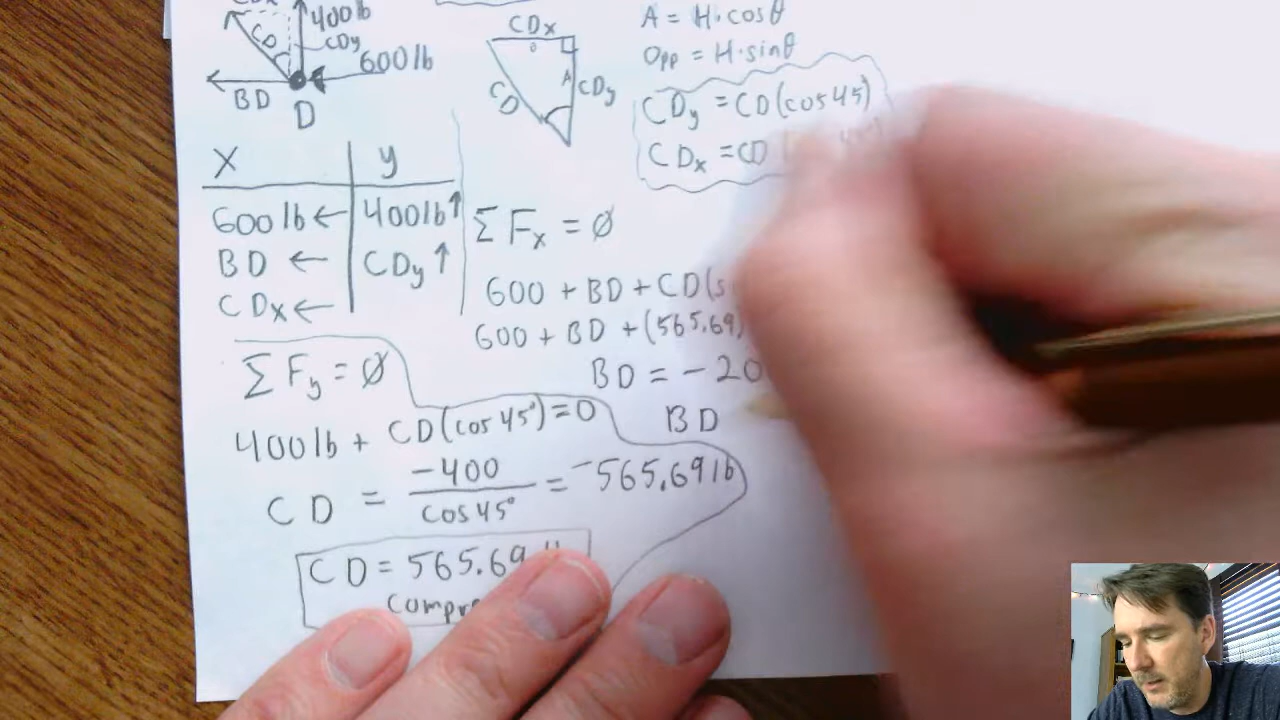 CDx
400lb
CD
CDy
600lb
BD
D
CDx
θ
A
CD
CDy
A = H·cosθ
Opp = H·sinθ
CDy = CD(cos45)
CDx = CD
X y
600lb ← 400lb ↑
BD ← CDy ↑
CDx ←
ΣFx = 0
600 + BD + CD(s
600 + BD + (565.69)
BD = -20
BD
ΣFy = 0
400lb + CD(cos45°)=0
CD = -400 / cos45° = -565.69lb
CD = 565.69